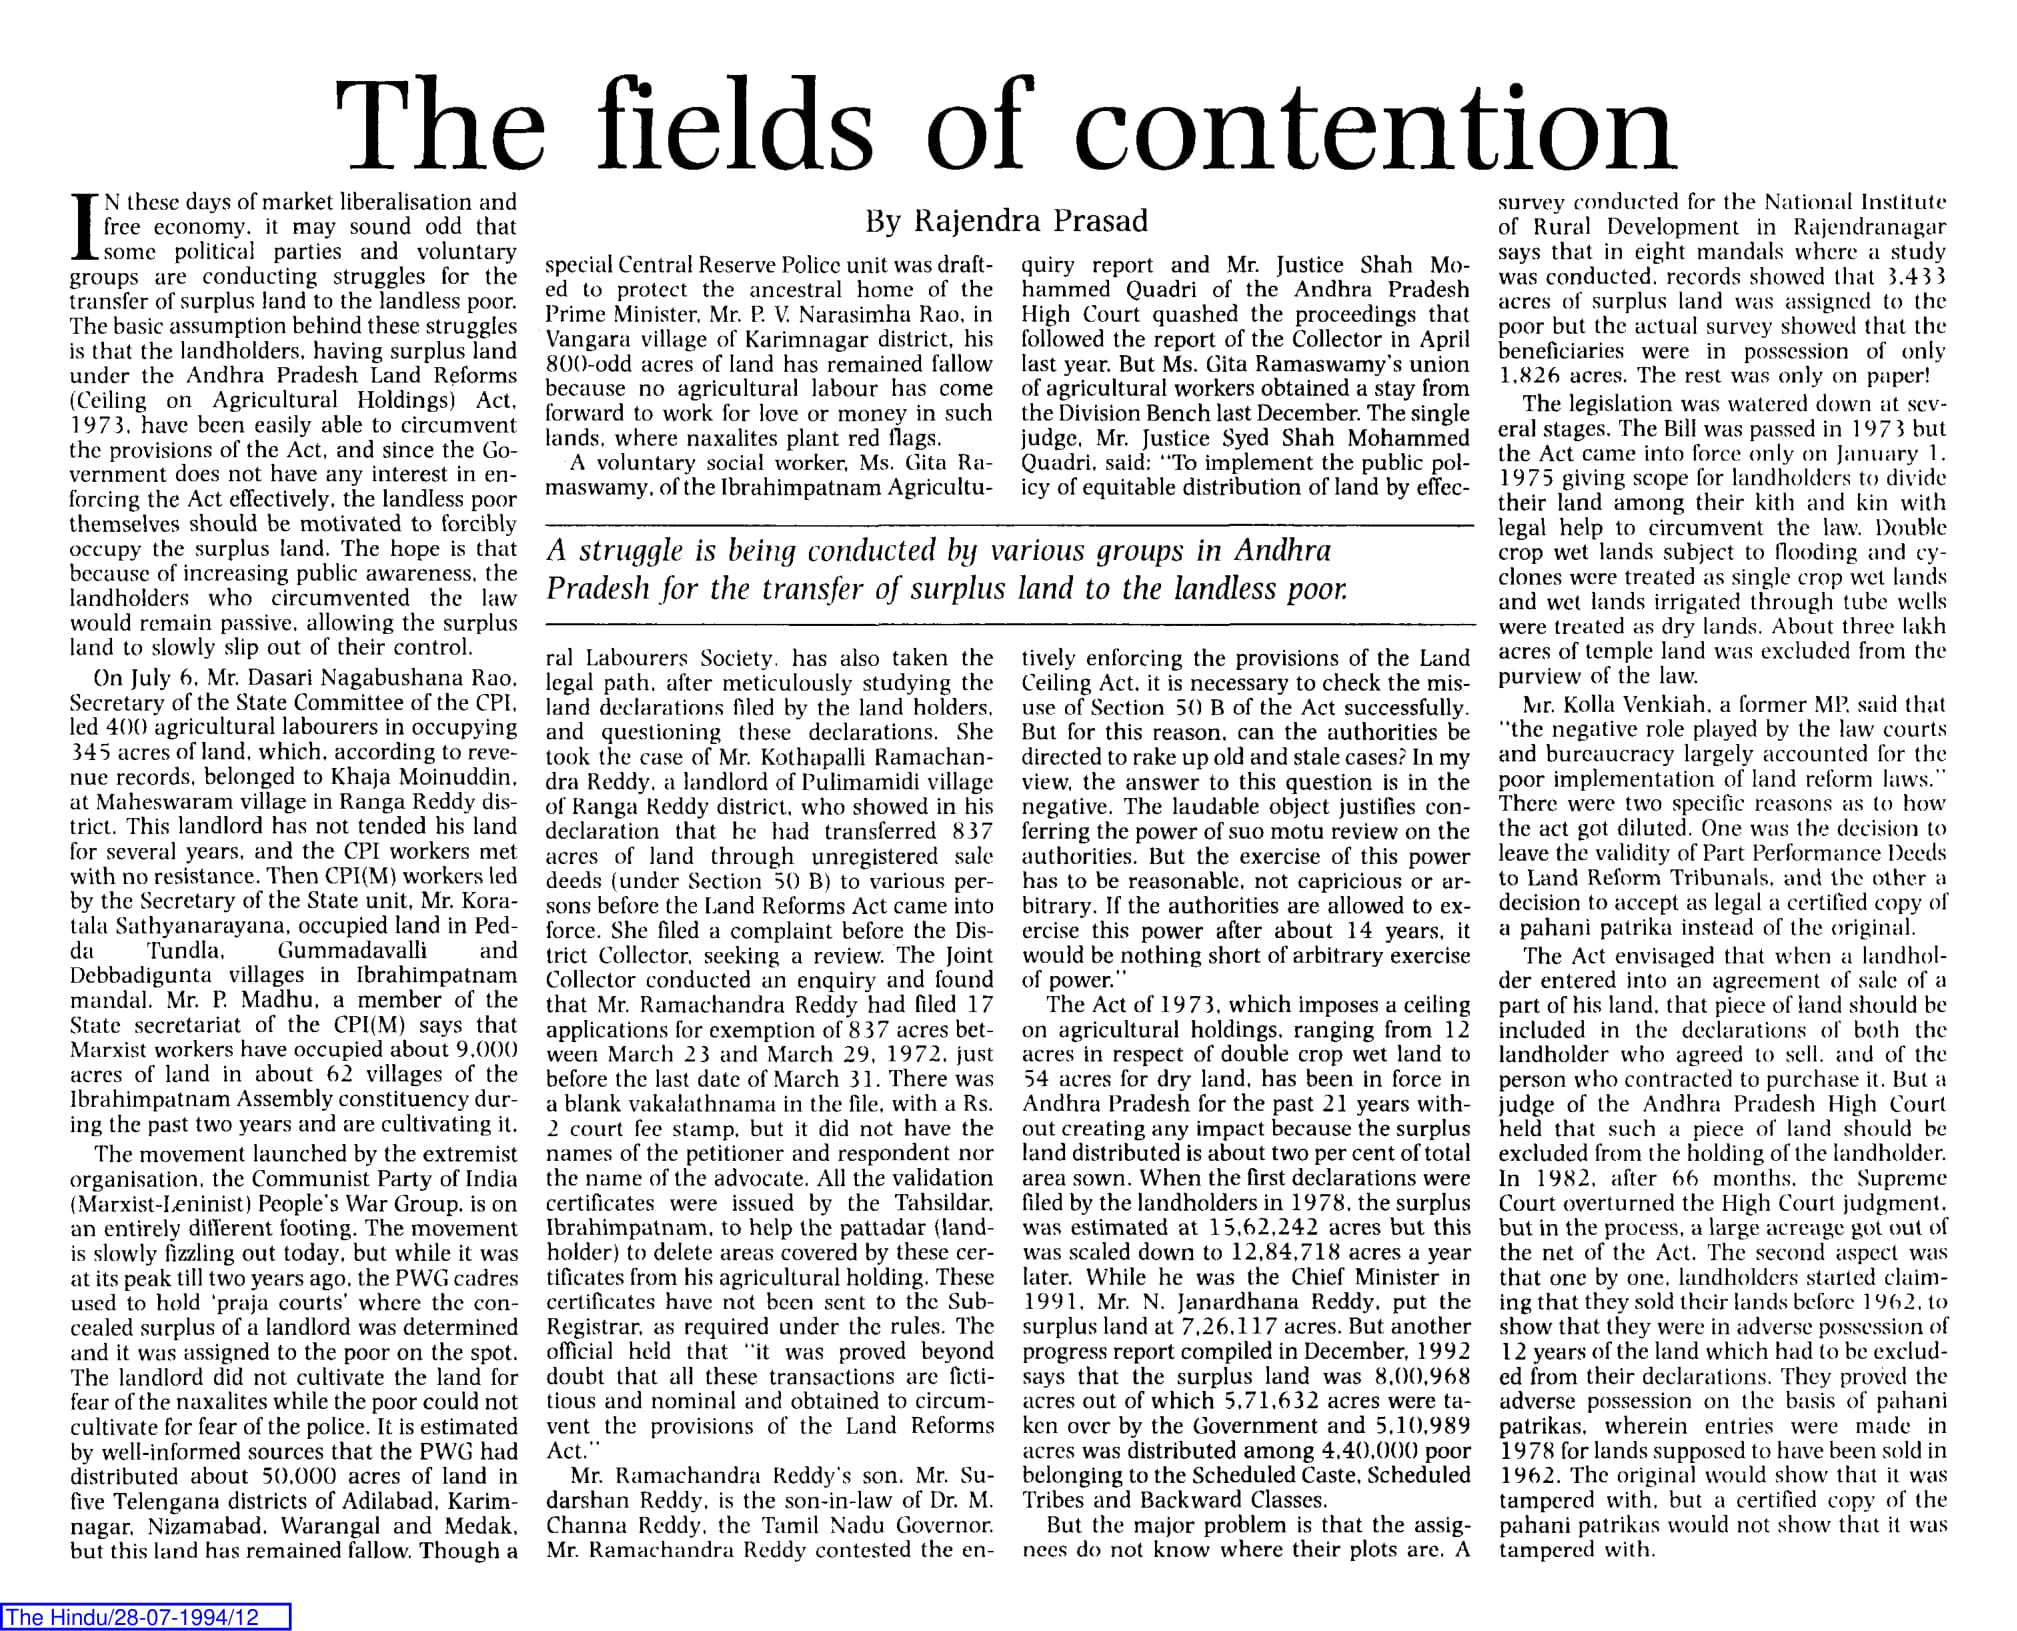 The fields of contention
IN these days of market liberalisation and
free economy, it may sound odd that
some political parties and voluntary
groups are conducting struggles for the
transfer of surplus land to the landless poor.
The basic assumption behind these struggles
is that the landholders, having surplus land
under the Andhra Pradesh Land Reforms
(Ceiling on Agricultural Holdings) Act,
1973, have been easily able to circumvent
the provisions of the Act, and since the Go-
vernment does not have any interest in en-
forcing the Act effectively, the landless poor
themselves should be motivated to forcibly
occupy the surplus land. The hope is that
because of increasing public awareness, the
landholders who circumvented the law
would remain passive, allowing the surplus
land to slowly slip out of their control.
On July 6, Mr. Dasari Nagabushana Rao,
Secretary of the State Committee of the CPI,
led 400 agricultural labourers in occupying
345 acres of land, which, according to reve-
nue records, belonged to Khaja Moinuddin,
at Maheswaram village in Ranga Reddy dis-
trict. This landlord has not tended his land
for several years, and the CPI workers met
with no resistance. Then CPI(M) workers led
by the Secretary of the State unit, Mr. Kora-
tala Sathyanarayana, occupied land in Ped-
da Tundla, Gummadavalli and
Debbadigunta villages in Ibrahimpatnam
mandal. Mr. P. Madhu, a member of the
State secretariat of the CPI(M) says that
Marxist workers have occupied about 9,000
acres of land in about 62 villages of the
Ibrahimpatnam Assembly constituency dur-
ing the past two years and are cultivating it.
The movement launched by the extremist
organisation, the Communist Party of India
(Marxist-Leninist) People's War Group, is on
an entirely different footing. The movement
is slowly fizzling out today, but while it was
at its peak till two years ago, the PWG cadres
used to hold 'praja courts' where the con-
cealed surplus of a landlord was determined
and it was assigned to the poor on the spot.
The landlord did not cultivate the land for
fear of the naxalites while the poor could not
cultivate for fear of the police. It is estimated
by well-informed sources that the PWG had
distributed about 50,000 acres of land in
five Telengana districts of Adilabad, Karim-
nagar, Nizamabad, Warangal and Medak,
but this land has remained fallow. Though a
By Rajendra Prasad
special Central Reserve Police unit was draft-
ed to protect the ancestral home of the
Prime Minister, Mr. P. V. Narasimha Rao, in
Vangara village of Karimnagar district, his
800-odd acres of land has remained fallow
because no agricultural labour has come
forward to work for love or money in such
lands, where naxalites plant red flags.
A voluntary social worker, Ms. Gita Ra-
maswamy, of the Ibrahimpatnam Agricultu-
A struggle is being conducted by various groups in Andhra
Pradesh for the transfer of surplus land to the landless poor.
ral Labourers Society, has also taken the
legal path, after meticulously studying the
land declarations filed by the land holders,
and questioning these declarations. She
took the case of Mr. Kothapalli Ramachan-
dra Reddy, a landlord of Pulimamidi village
of Ranga Reddy district, who showed in his
declaration that he had transferred 837
acres of land through unregistered sale
deeds (under Section 50 B) to various per-
sons before the Land Reforms Act came into
force. She filed a complaint before the Dis-
trict Collector, seeking a review. The Joint
Collector conducted an enquiry and found
that Mr. Ramachandra Reddy had filed 17
applications for exemption of 837 acres bet-
ween March 23 and March 29, 1972, just
before the last date of March 31. There was
a blank vakalathnama in the file, with a Rs.
2 court fee stamp, but it did not have the
names of the petitioner and respondent nor
the name of the advocate. All the validation
certificates were issued by the Tahsildar,
Ibrahimpatnam, to help the pattadar (land-
holder) to delete areas covered by these cer-
tificates from his agricultural holding. These
certificates have not been sent to the Sub-
Registrar, as required under the rules. The
official held that "it was proved beyond
doubt that all these transactions are ficti-
tious and nominal and obtained to circum-
vent the provisions of the Land Reforms
Act."
Mr. Ramachandra Reddy's son, Mr. Su-
darshan Reddy, is the son-in-law of Dr. M.
Channa Reddy, the Tamil Nadu Governor.
Mr. Ramachandra Reddy contested the en-
quiry report and Mr. Justice Shah Mo-
hammed Quadri of the Andhra Pradesh
High Court quashed the proceedings that
followed the report of the Collector in April
last year. But Ms. Gita Ramaswamy's union
of agricultural workers obtained a stay from
the Division Bench last December. The single
judge, Mr. Justice Syed Shah Mohammed
Quadri, said: "To implement the public pol-
icy of equitable distribution of land by effec-
tively enforcing the provisions of the Land
Ceiling Act, it is necessary to check the mis-
use of Section 50 B of the Act successfully.
But for this reason, can the authorities be
directed to rake up old and stale cases? In my
view, the answer to this question is in the
negative. The laudable object justifies con-
ferring the power of suo motu review on the
authorities. But the exercise of this power
has to be reasonable, not capricious or ar-
bitrary. If the authorities are allowed to ex-
ercise this power after about 14 years, it
would be nothing short of arbitrary exercise
of power."
The Act of 1973, which imposes a ceiling
on agricultural holdings, ranging from 12
acres in respect of double crop wet land to
54 acres for dry land, has been in force in
Andhra Pradesh for the past 21 years with-
out creating any impact because the surplus
land distributed is about two per cent of total
area sown. When the first declarations were
filed by the landholders in 1978, the surplus
was estimated at 15,62,242 acres but this
was scaled down to 12,84,718 acres a year
later. While he was the Chief Minister in
1991, Mr. N. Janardhana Reddy, put the
surplus land at 7,26,117 acres. But another
progress report compiled in December, 1992
says that the surplus land was 8,00,968
acres out of which 5,71,632 acres were ta-
ken over by the Government and 5,10,989
acres was distributed among 4,40,000 poor
belonging to the Scheduled Caste, Scheduled
Tribes and Backward Classes.
But the major problem is that the assig-
nees do not know where their plots are. A
survey conducted for the National Institute
of Rural Development in Rajendranagar
says that in eight mandals where a study
was conducted, records showed that 3,433
acres of surplus land was assigned to the
poor but the actual survey showed that the
beneficiaries were in possession of only
1,826 acres. The rest was only on paper!
The legislation was watered down at sev-
eral stages. The Bill was passed in 1973 but
the Act came into force only on January 1,
1975 giving scope for landholders to divide
their land among their kith and kin with
legal help to circumvent the law. Double
crop wet lands subject to flooding and cy-
clones were treated as single crop wet lands
and wet lands irrigated through tube wells
were treated as dry lands. About three lakh
acres of temple land was excluded from the
purview of the law.
Mr. Kolla Venkiah, a former MP, said that
"the negative role played by the law courts
and bureaucracy largely accounted for the
poor implementation of land reform laws."
There were two specific reasons as to how
the act got diluted. One was the decision to
leave the validity of Part Performance Deeds
to Land Reform Tribunals, and the other a
decision to accept as legal a certified copy of
a pahani patrika instead of the original.
The Act envisaged that when a landhol-
der entered into an agreement of sale of a
part of his land, that piece of land should be
included in the declarations of both the
landholder who agreed to sell, and of the
person who contracted to purchase it. But a
judge of the Andhra Pradesh High Court
held that such a piece of land should be
excluded from the holding of the landholder.
In 1982, after 66 months, the Supreme
Court overturned the High Court judgment,
but in the process, a large acreage got out of
the net of the Act. The second aspect was
that one by one, landholders started claim-
ing that they sold their lands before 1962, to
show that they were in adverse possession of
12 years of the land which had to be exclud-
ed from their declarations. They proved the
adverse possession on the basis of pahani
patrikas, wherein entries were made in
1978 for lands supposed to have been sold in
1962. The original would show that it was
tampered with, but a certified copy of the
pahani patrikas would not show that it was
tampered with.
The Hindu/28-07-1994/12